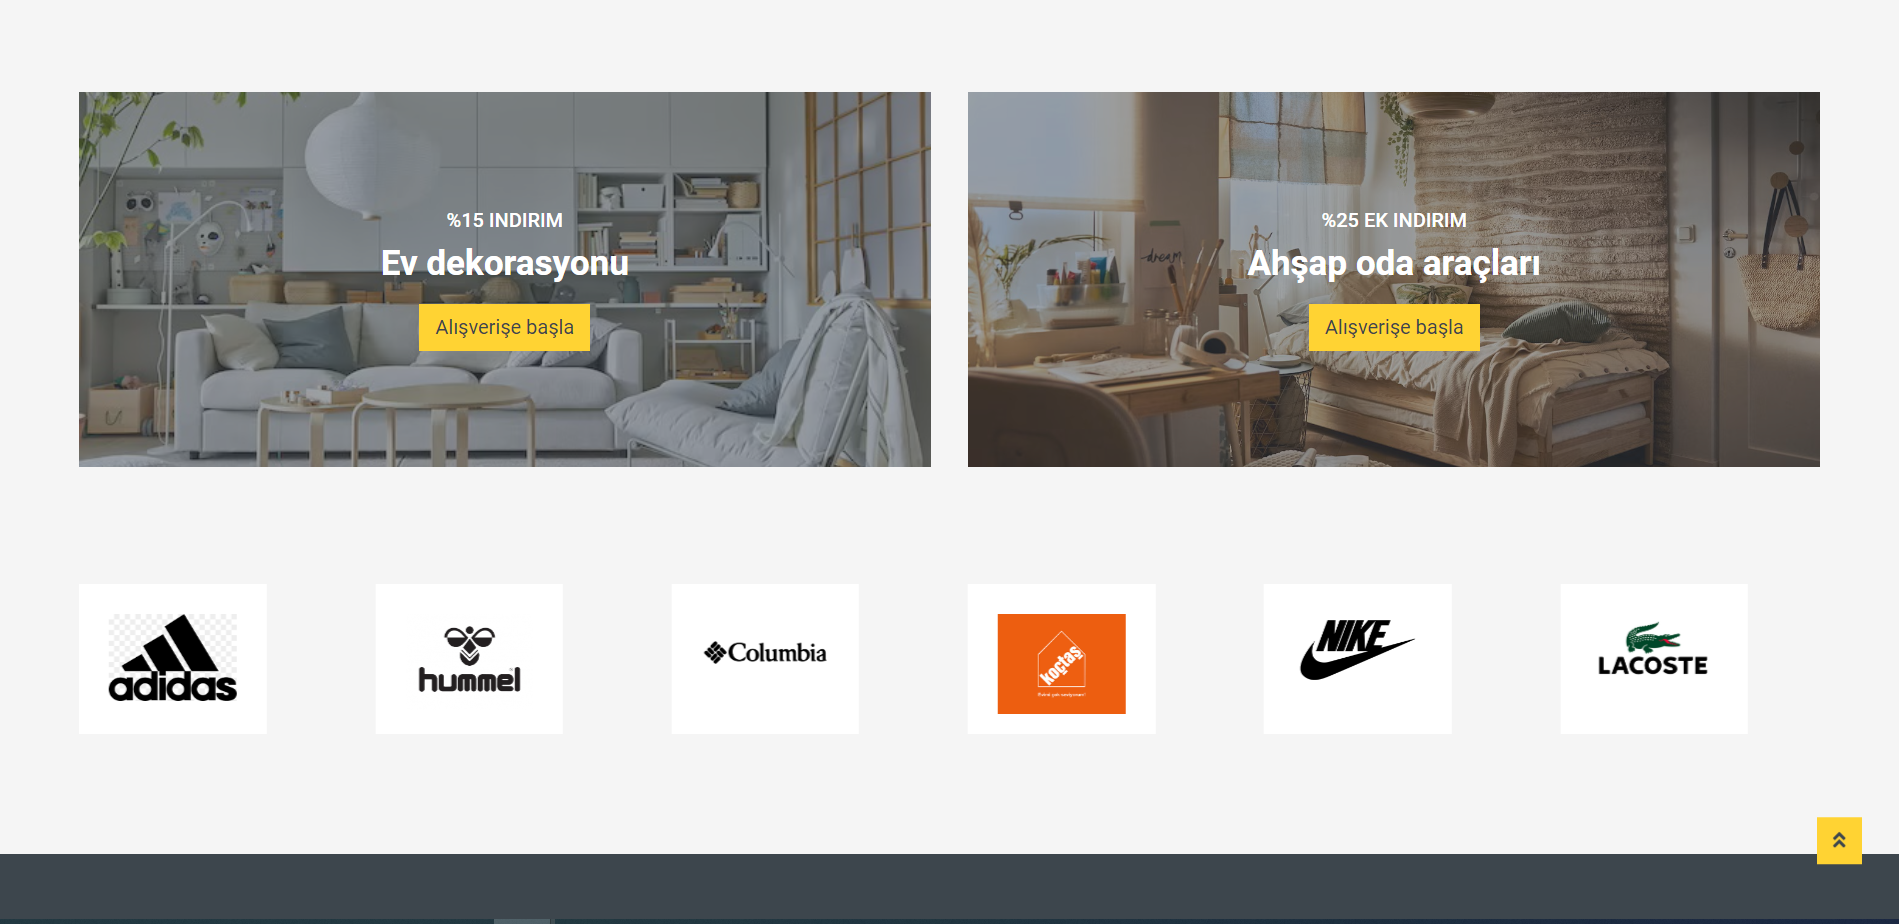 %15 INDIRIM
Ev dekorasyonu
Alışverişe başla
%25 EK INDIRIM
Ahşap oda araçları
Alışverişe başla
dream
adidas
hummel
Columbia
koçtaş
NIKE
LACOSTE